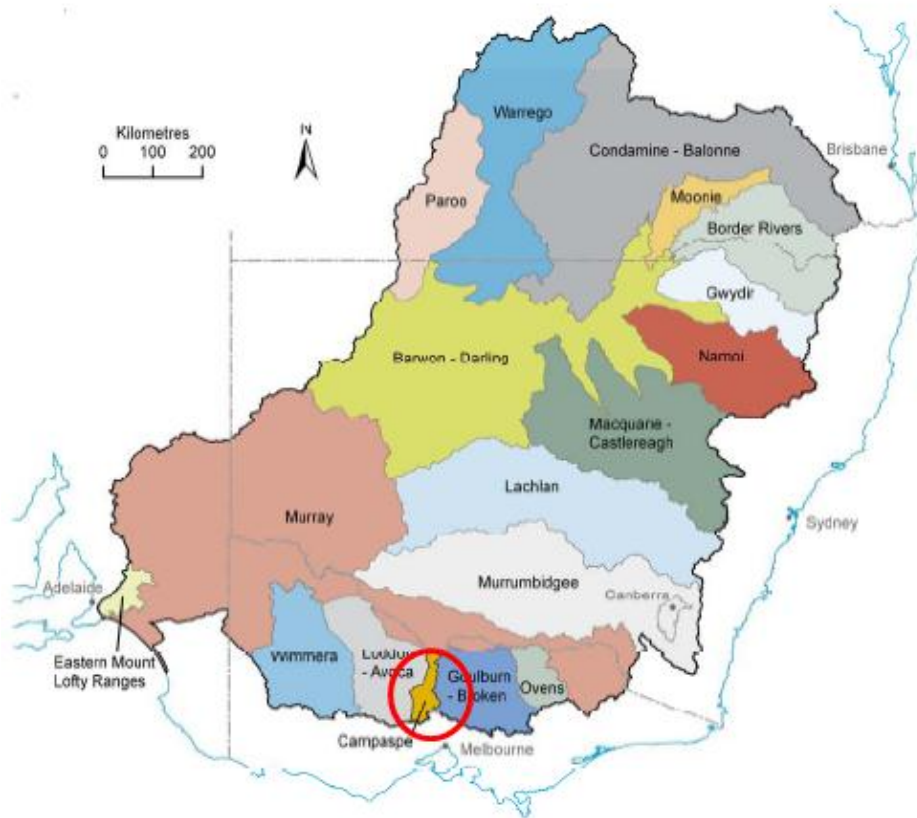 Kilometres
0 100 200
N
Warrego
Condamine - Balonne
Brisbane
Moonie
Paroo
Border Rivers
Gwydir
Barwon - Darling
Namoi
Macquarie -
Castlereagh
Lachlan
Murray
Sydney
Murrumbidgee
Adelaide
Canberra
Eastern Mount
Lofty Ranges
Wimmera
Loddon
- Avoca
Goulburn
- Broken
Ovens
Campaspe
Melbourne